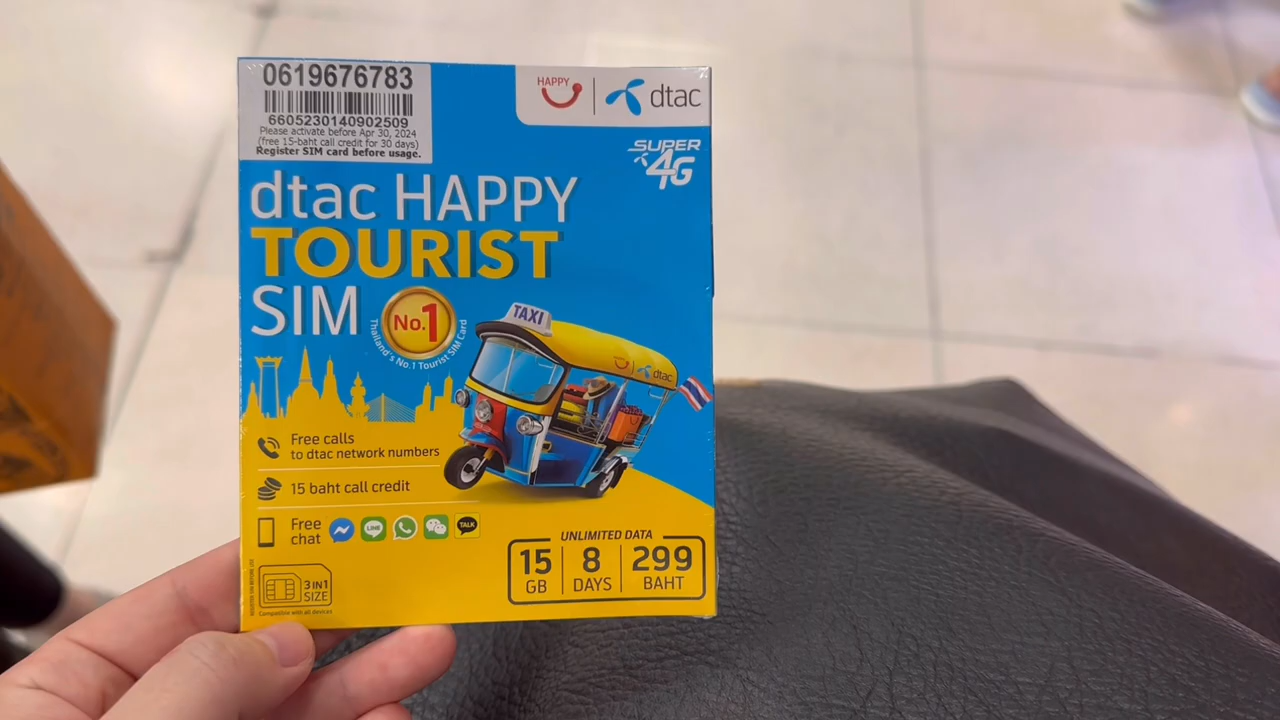 0619676783
6605230140902509
Please activate before Apr 30, 2024
(free 15-baht call credit for 30 days)
Register SIM card before usage.
HAPPY
dtac
SUPER
4G
dtac HAPPY
TOURIST
SIM
No.1
Thailand's No.1 Tourist SIM Card
TAXI
dtac
Free calls
to dtac network numbers
15 baht call credit
Free
chat
LINE
TALK
UNLIMITED DATA
15 8 299
GB DAYS BAHT
3 IN 1
SIZE
Compatible with all devices